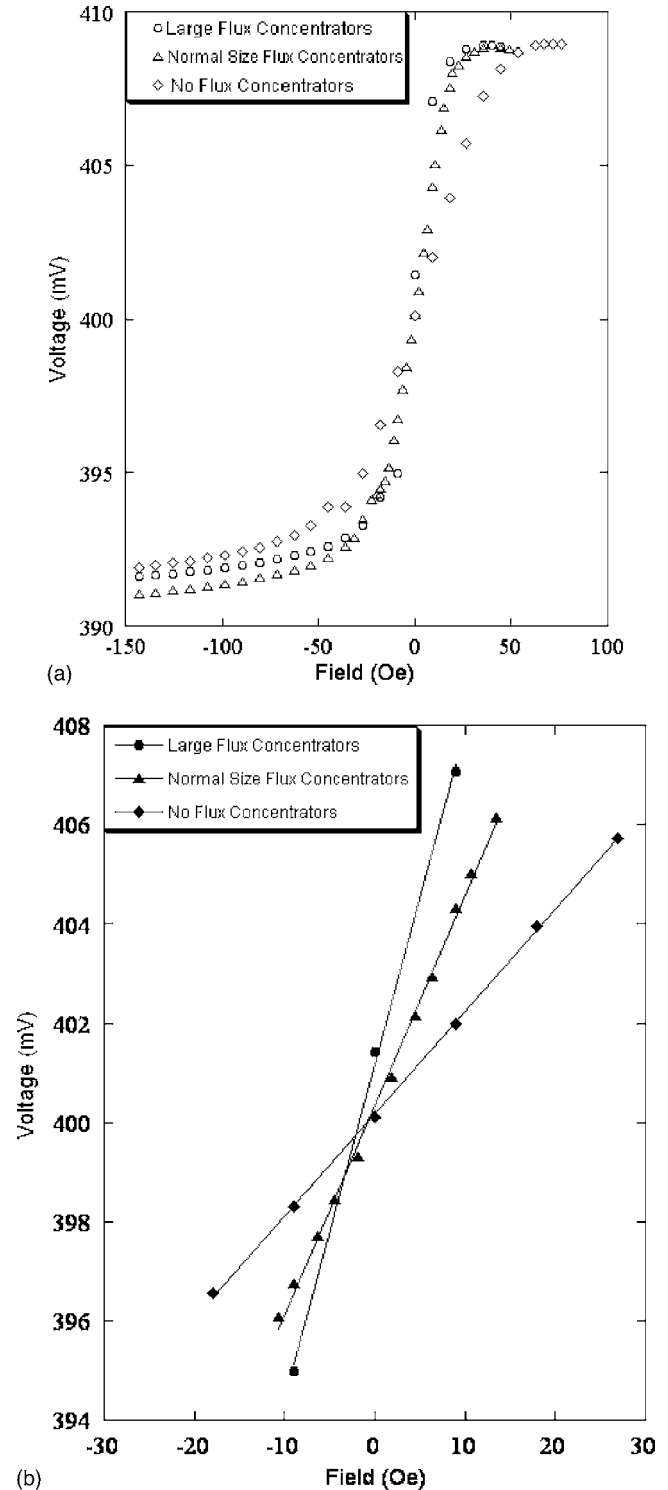 410
Large Flux Concentrators
Normal Size Flux Concentrators
No Flux Concentrators
405
400
395
390
Voltage (mV)
-150 -100 -50 0 50 100
Field (Oe)
(a)
408
Large Flux Concentrators
Normal Size Flux Concentrators
No Flux Concentrators
406
404
402
400
398
396
394
Voltage (mV)
-30 -20 -10 0 10 20 30
Field (Oe)
(b)